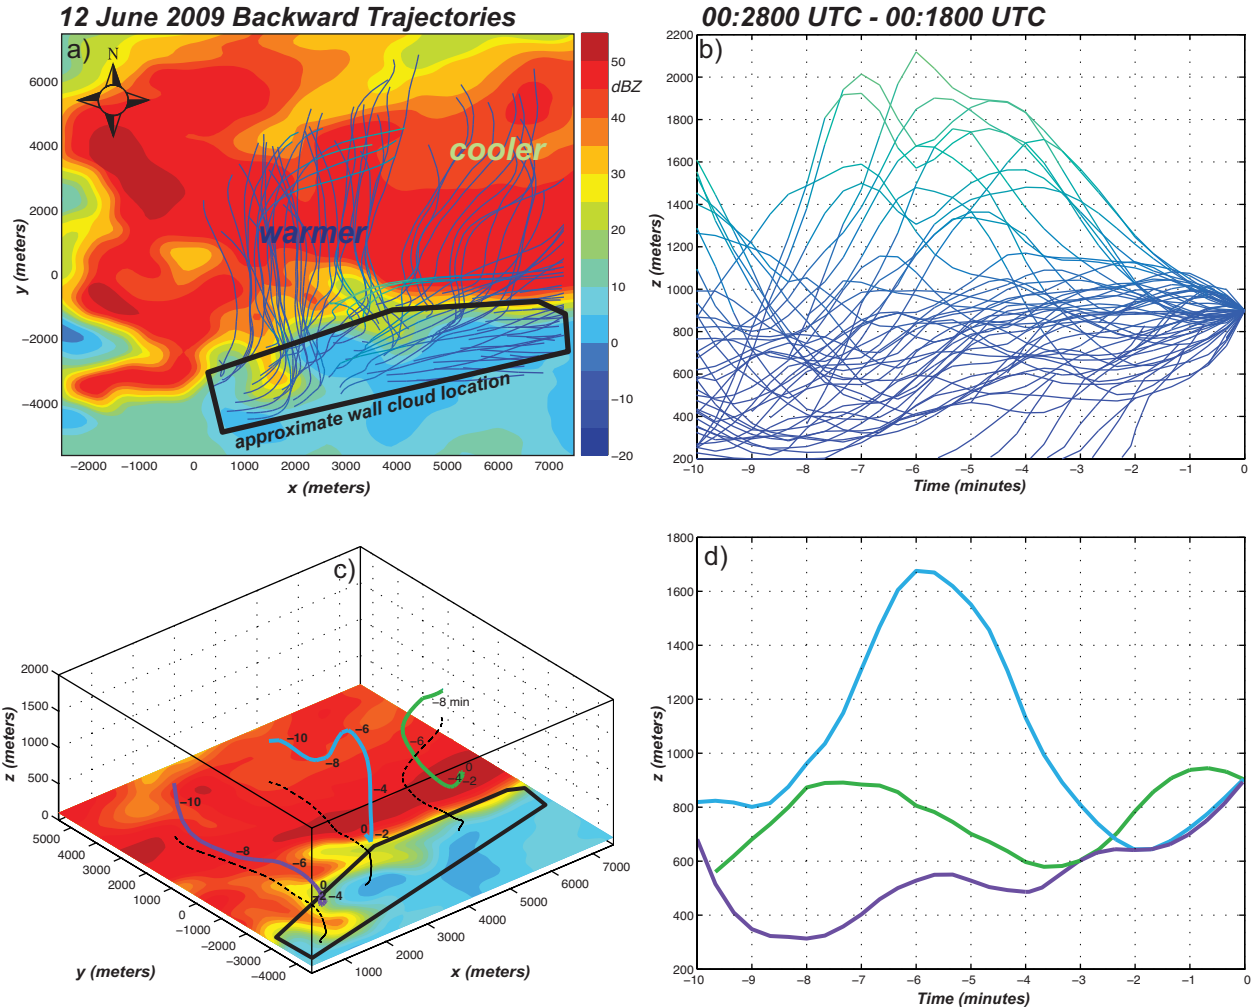 12 June 2009 Backward Trajectories
00:2800 UTC - 00:1800 UTC
a)
N
cooler
warmer
approximate wall cloud location
6000
4000
2000
0
−2000
−4000
y (meters)
−2000 −1000 0 1000 2000 3000 4000 5000 6000 7000
x (meters)
50
dBZ
40
30
20
10
0
−10
−20
b)
2200
2000
1800
1600
1400
1200
1000
800
600
400
200
z (meters)
−10 −9 −8 −7 −6 −5 −4 −3 −2 −1 0
Time (minutes)
c)
2000
1500
1000
500
0
z (meters)
5000
4000
3000
2000
1000
0
−1000
−2000
−3000
−4000
y (meters)
1000
2000
3000
4000
5000
6000
7000
x (meters)
−8 min
−6
−4
0
−2
−10
−8
−6
−4
−2
0
−10
−8
−6
0
−4
d)
1800
1600
1400
1200
1000
800
600
400
200
z (meters)
−10 −9 −8 −7 −6 −5 −4 −3 −2 −1 0
Time (minutes)